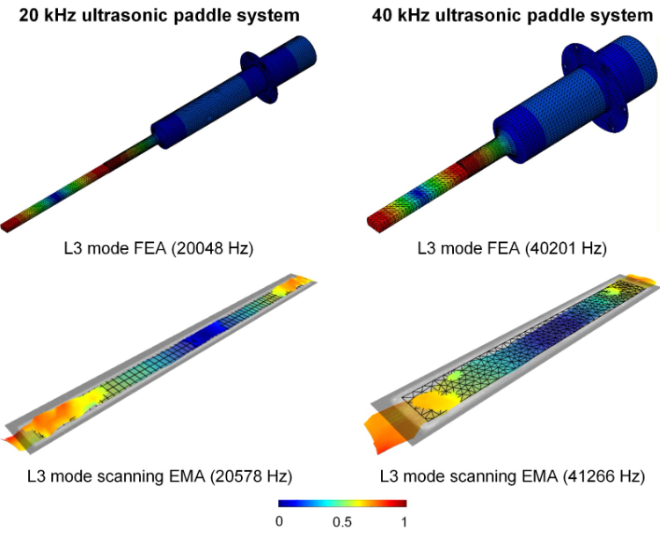 20 kHz ultrasonic paddle system
40 kHz ultrasonic paddle system
L3 mode FEA (20048 Hz)
L3 mode FEA (40201 Hz)
L3 mode scanning EMA (20578 Hz)
L3 mode scanning EMA (41266 Hz)
0 0.5 1